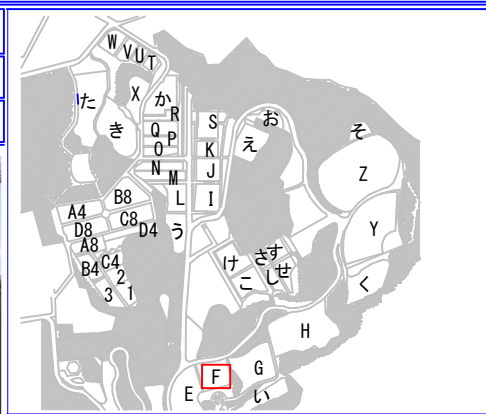 W V U T
た X か R
S お
え そ
き Q P
O K
Z
N M J
L I
B8
A4 C8
D8 D4 う Y
A8
B4 C4 け さ す
2 こ し せ く
3 1
H
F G
E い